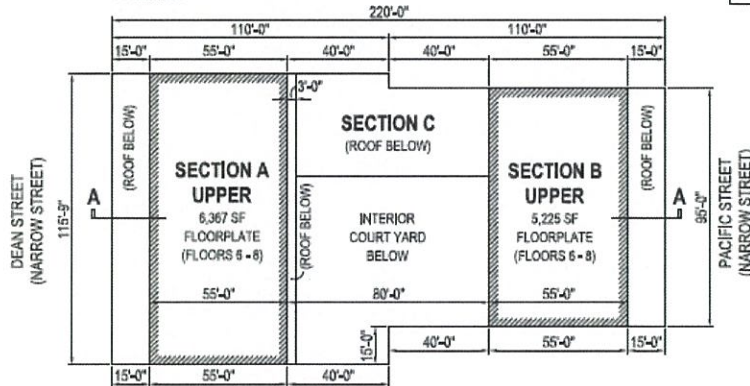 220'-0"
110'-0" 110'-0"
15'-0" 55'-0" 40'-0" 40'-0" 55'-0" 15'-0"
3'-0"
DEAN STREET
(NARROW STREET)
115'-9"
A
(ROOF BELOW)
SECTION A
UPPER
6,367 SF
FLOORPLATE
(FLOORS 6 - 8)
55'-0"
(ROOF BELOW)
SECTION C
(ROOF BELOW)
INTERIOR
COURT YARD
BELOW
80'-0"
SECTION B
UPPER
5,225 SF
FLOORPLATE
(FLOORS 6 - 8)
55'-0"
(ROOF BELOW)
A
95'-0"
PACIFIC STREET
(NARROW STREET)
15'-0"
40'-0" 55'-0" 15'-0"
15'-0" 55'-0" 40'-0"